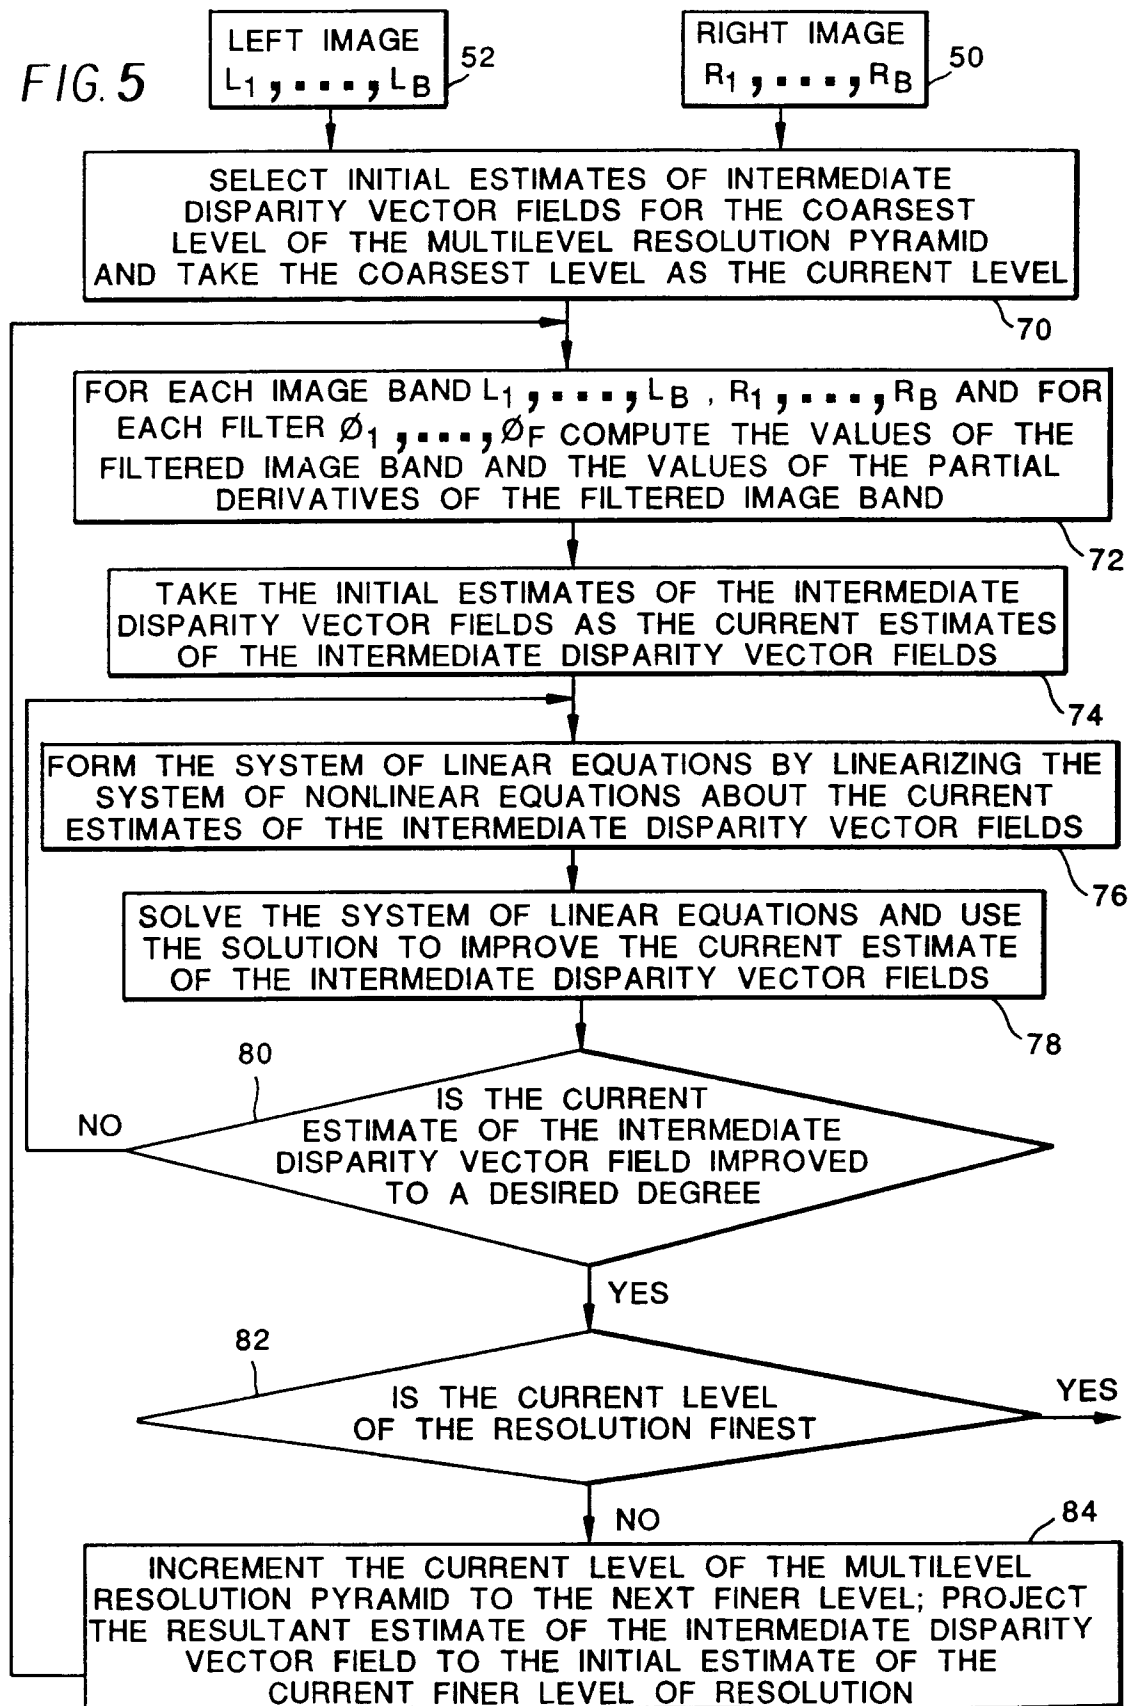 FIG. 5
LEFT IMAGE
L1 ,...., LB
52
RIGHT IMAGE
R1 ,...., RB
50
SELECT INITIAL ESTIMATES OF INTERMEDIATE
DISPARITY VECTOR FIELDS FOR THE COARSEST
LEVEL OF THE MULTILEVEL RESOLUTION PYRAMID
AND TAKE THE COARSEST LEVEL AS THE CURRENT LEVEL
70
FOR EACH IMAGE BAND L1 ,...., LB , R1 ,...., RB AND FOR
EACH FILTER Ø1 ,...., ØF COMPUTE THE VALUES OF THE
FILTERED IMAGE BAND AND THE VALUES OF THE PARTIAL
DERIVATIVES OF THE FILTERED IMAGE BAND
72
TAKE THE INITIAL ESTIMATES OF THE INTERMEDIATE
DISPARITY VECTOR FIELDS AS THE CURRENT ESTIMATES
OF THE INTERMEDIATE DISPARITY VECTOR FIELDS
74
FORM THE SYSTEM OF LINEAR EQUATIONS BY LINEARIZING THE
SYSTEM OF NONLINEAR EQUATIONS ABOUT THE CURRENT
ESTIMATES OF THE INTERMEDIATE DISPARITY VECTOR FIELDS
76
SOLVE THE SYSTEM OF LINEAR EQUATIONS AND USE
THE SOLUTION TO IMPROVE THE CURRENT ESTIMATE
OF THE INTERMEDIATE DISPARITY VECTOR FIELDS
78
80
NO
IS THE CURRENT
ESTIMATE OF THE INTERMEDIATE
DISPARITY VECTOR FIELD IMPROVED
TO A DESIRED DEGREE
YES
82
IS THE CURRENT LEVEL
OF THE RESOLUTION FINEST
YES
NO
84
INCREMENT THE CURRENT LEVEL OF THE MULTILEVEL
RESOLUTION PYRAMID TO THE NEXT FINER LEVEL; PROJECT
THE RESULTANT ESTIMATE OF THE INTERMEDIATE DISPARITY
VECTOR FIELD TO THE INITIAL ESTIMATE OF THE
CURRENT FINER LEVEL OF RESOLUTION